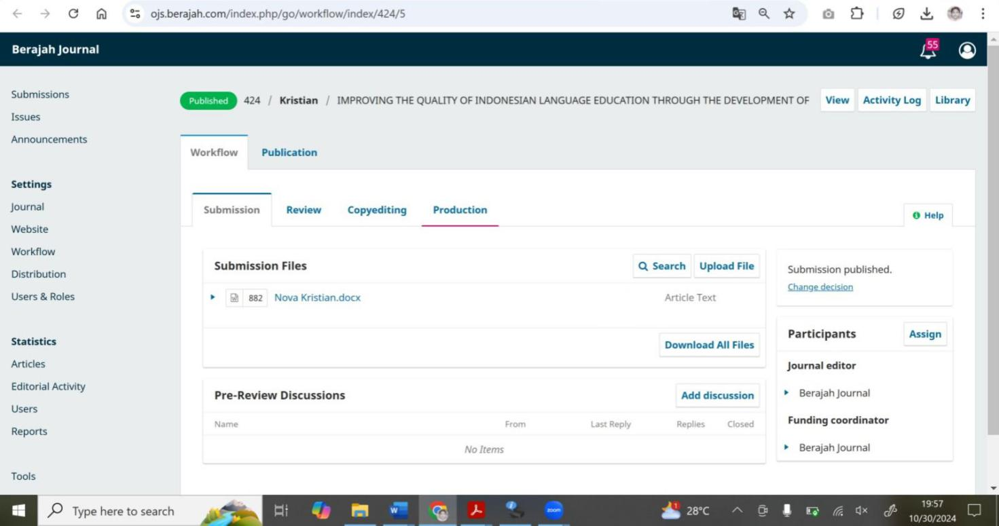 ojs.berajah.com/index.php/go/workflow/index/424/5
Berajah Journal
55
Submissions
Issues
Announcements
Settings
Journal
Website
Workflow
Distribution
Users & Roles
Statistics
Articles
Editorial Activity
Users
Reports
Tools
Published 424 / Kristian / IMPROVING THE QUALITY OF INDONESIAN LANGUAGE EDUCATION THROUGH THE DEVELOPMENT OF
View Activity Log Library
Workflow Publication
Submission Review Copyediting Production
Help
Submission Files
Search Upload File
882 Nova Kristian.docx Article Text
Download All Files
Pre-Review Discussions
Add discussion
Name From Last Reply Replies Closed
No Items
Submission published.
Change decision
Participants Assign
Journal editor
Berajah Journal
Funding coordinator
Berajah Journal
Type here to search
zoom
1
28°C
19:57
10/30/2024